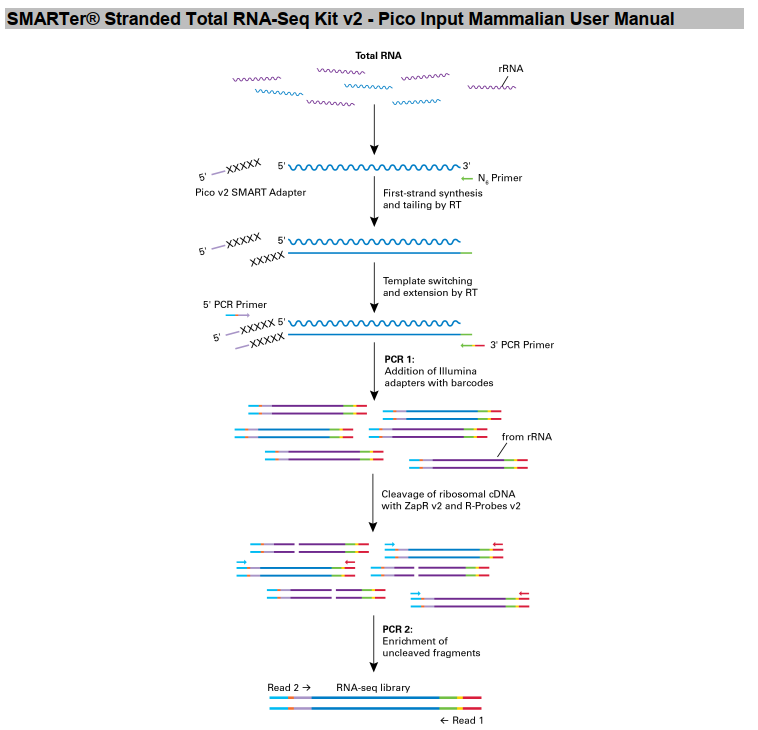 SMARTer® Stranded Total RNA-Seq Kit v2 - Pico Input Mammalian User Manual
Total RNA
rRNA
5' XXXXX
5' 3'
N6 Primer
Pico v2 SMART Adapter
First-strand synthesis
and tailing by RT
5' XXXXX
5'
XXXXX
Template switching
and extension by RT
5' PCR Primer
5' XXXXX 5'
XXXXX
3' PCR Primer
PCR 1:
Addition of Illumina
adapters with barcodes
from rRNA
Cleavage of ribosomal cDNA
with ZapR v2 and R-Probes v2
PCR 2:
Enrichment of
uncleaved fragments
Read 2 → RNA-seq library
← Read 1